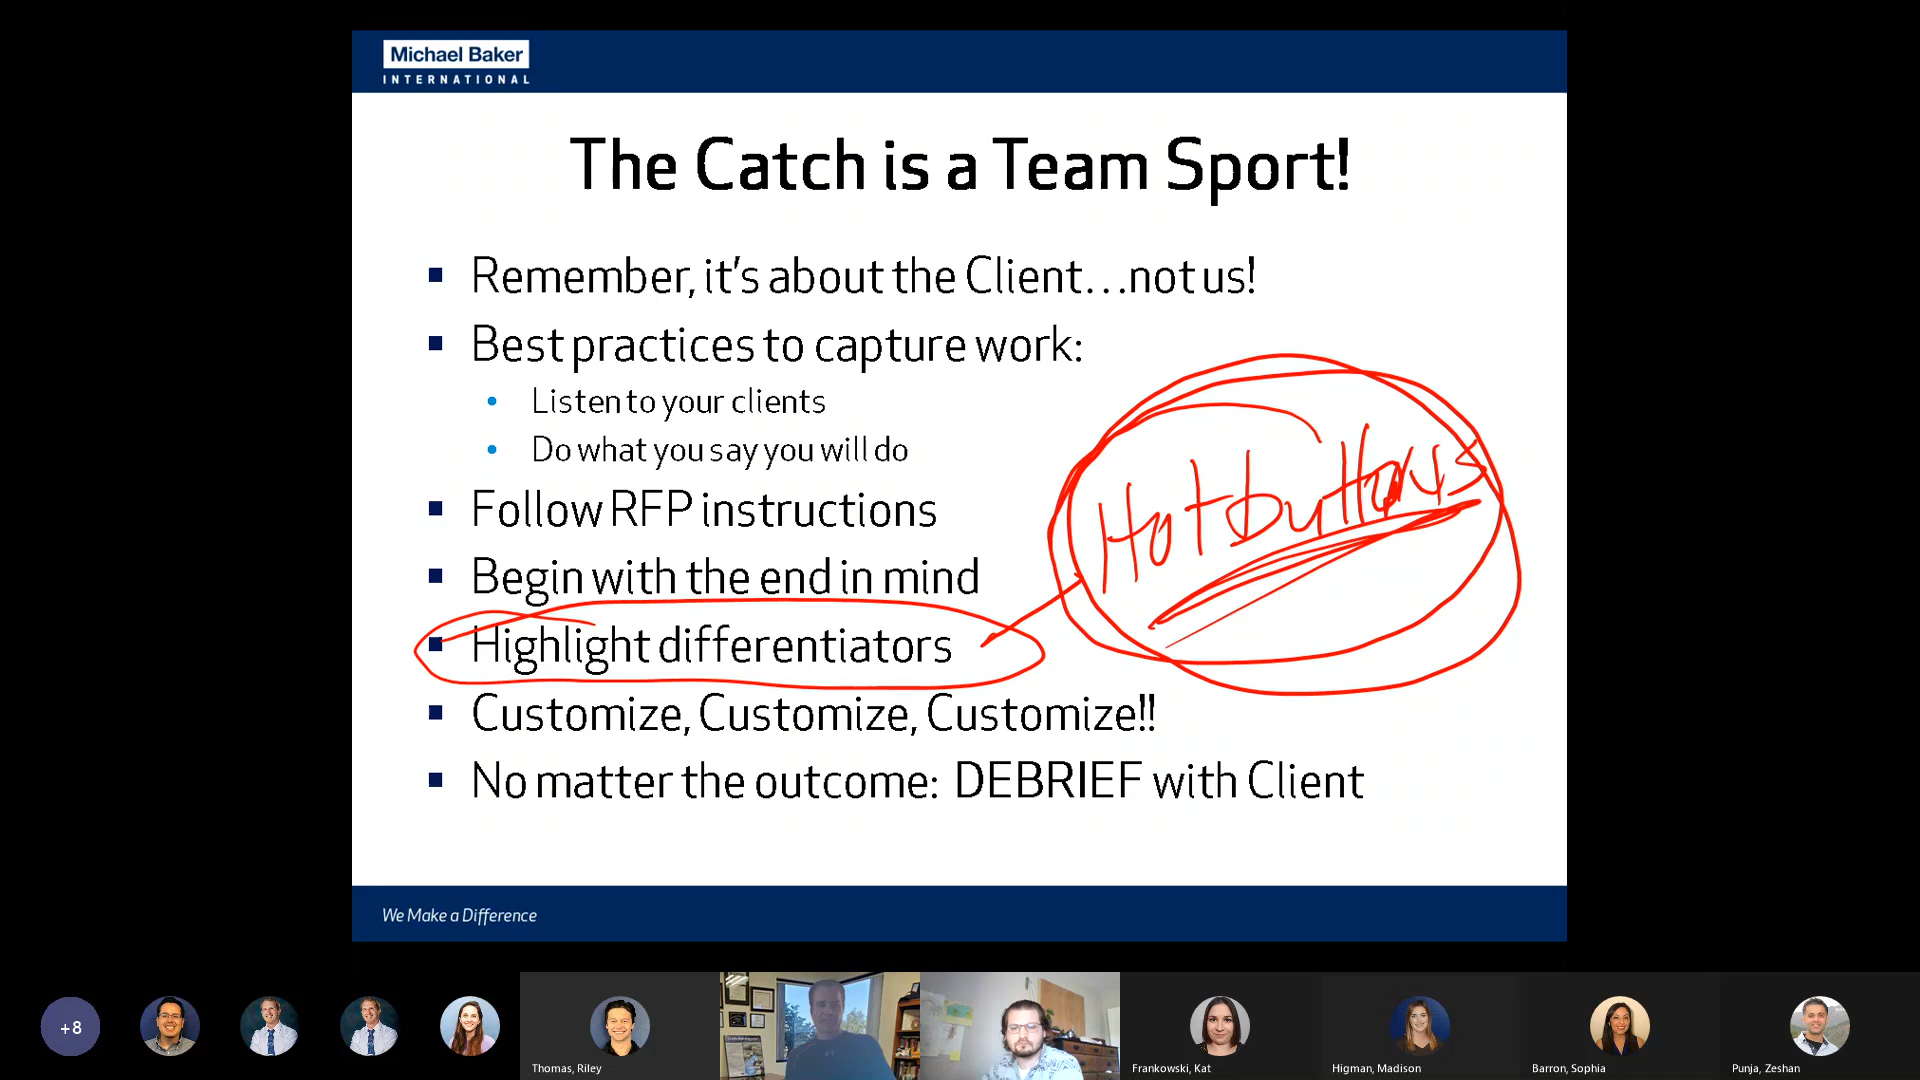 Michael Baker
INTERNATIONAL
The Catch is a Team Sport!
Remember, it's about the Client...not us!
Best practices to capture work:
Listen to your clients
Do what you say you will do
Hotbuttons
Follow RFP instructions
Begin with the end in mind
Highlight differentiators
Customize, Customize, Customize!!
No matter the outcome: DEBRIEF with Client
We Make a Difference
+8
Thomas, Riley
Frankowski, Kat
Higman, Madison
Barron, Sophia
Punja, Zeshan